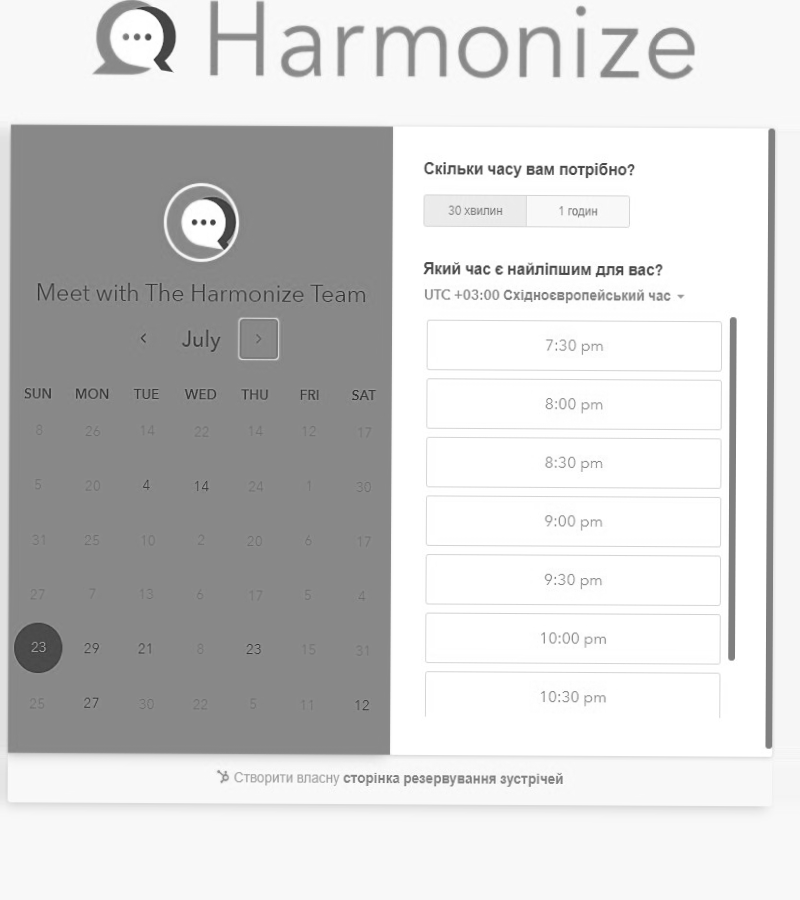 Harmonize
Meet with The Harmonize Team
July
SUN MON TUE WED THU FRI SAT
8 26 14 22 14 12 17
5 20 4 14 24 1 30
31 25 10 2 20 6 17
27 7 13 6 17 5 4
23 29 21 8 23 15 31
25 27 30 22 5 11 12
Скільки часу вам потрібно?
30 хвилин 1 годин
Який час є найліпшим для вас?
UTC +03:00 Східноєвропейський час
7:30 pm
8:00 pm
8:30 pm
9:00 pm
9:30 pm
10:00 pm
10:30 pm
Створити власну сторінка резервування зустрічей